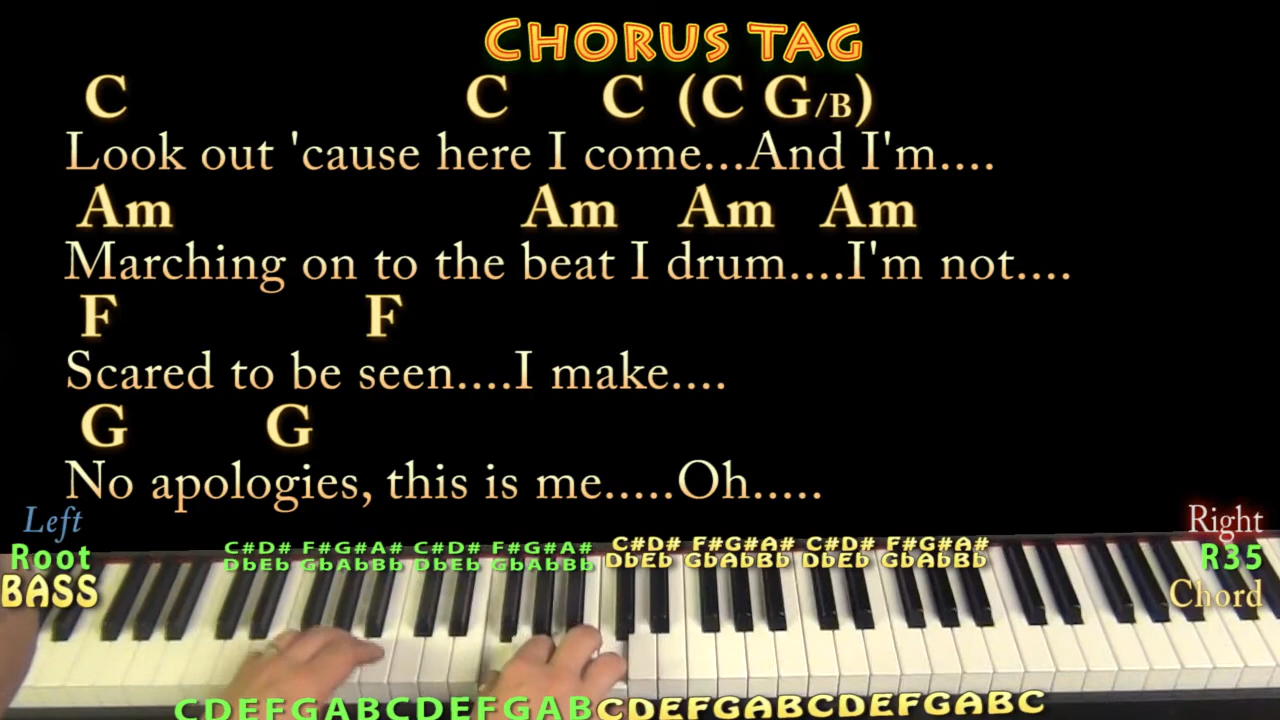 CHORUS TAG
C C C (C G/B)
Look out 'cause here I come...And I'm....
Am Am Am Am
Marching on to the beat I drum....I'm not....
F F
Scared to be seen....I make....
G G
No apologies, this is me.....Oh.....
Left Right
Root R35
BASS Chord
C#D# F#G#A# C#D# F#G#A# C#D# F#G#A# C#D# F#G#A#
DbEb GbAbBb DbEb GbAbBb DbEb GbAbBb DbEb GbAbBb
CDEFGABCDEFGABCDEFGABCDEFGABC